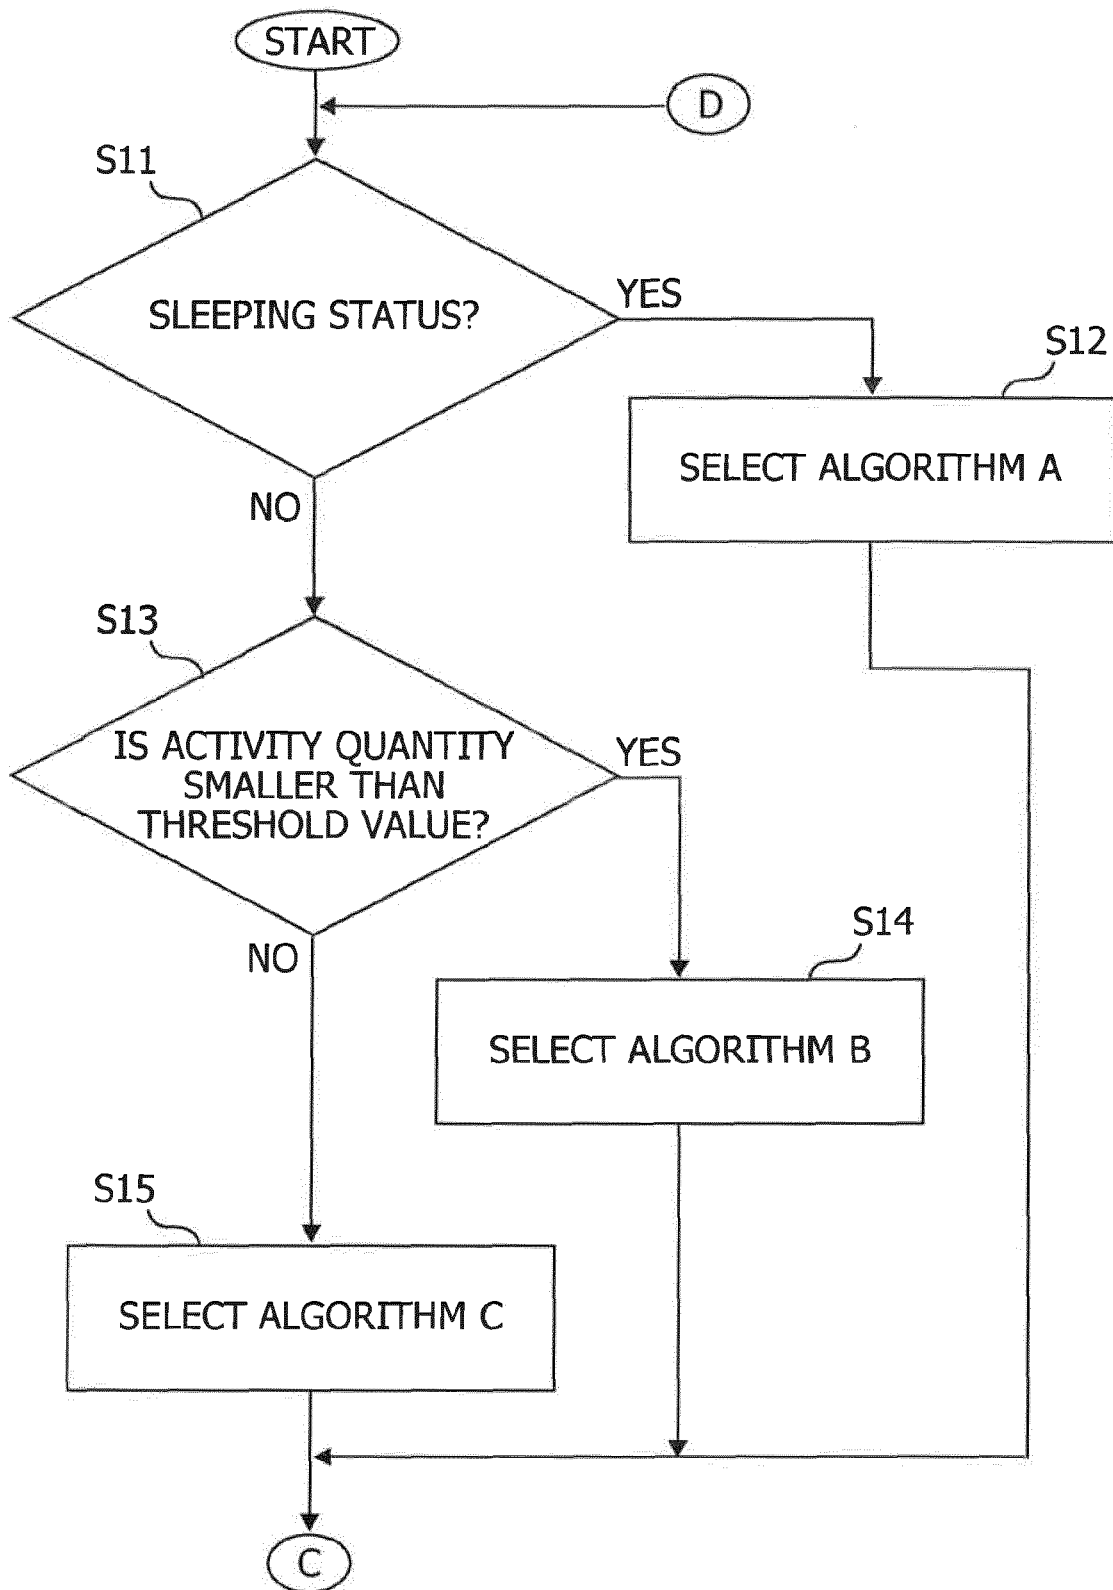 START
D
S11
SLEEPING STATUS?
YES
S12
SELECT ALGORITHM A
NO
S13
IS ACTIVITY QUANTITY
SMALLER THAN
THRESHOLD VALUE?
YES
NO
S14
SELECT ALGORITHM B
S15
SELECT ALGORITHM C
C